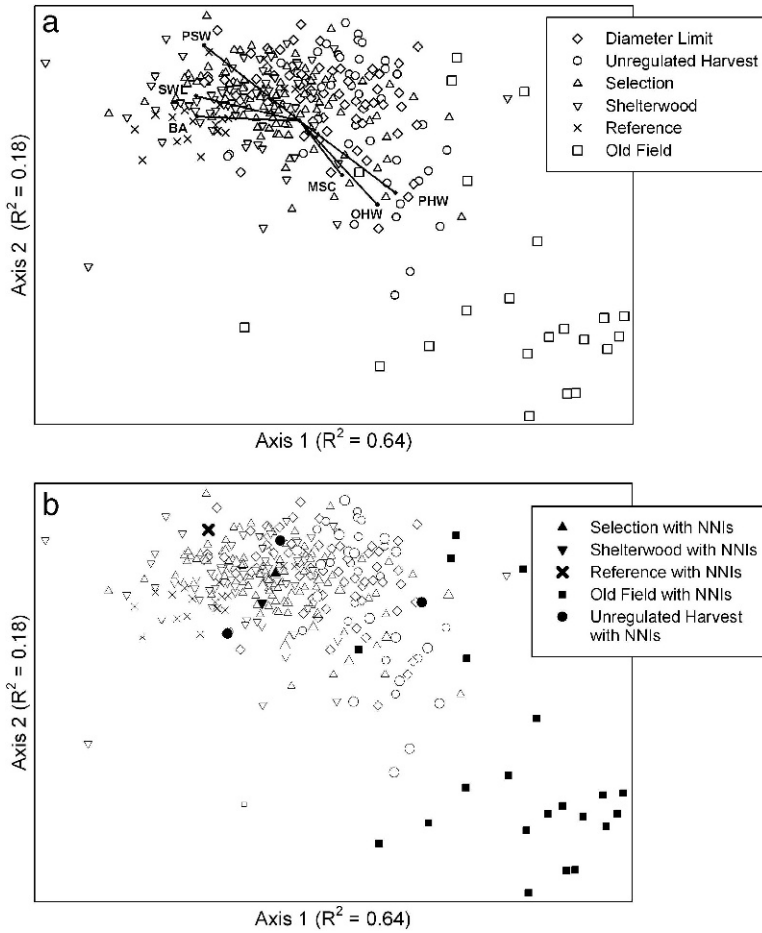 a
PSW
SWL
BA
MSC
OHW
PHW
Diameter Limit
Unregulated Harvest
Selection
Shelterwood
Reference
Old Field
Axis 2 (R² = 0.18)
Axis 1 (R² = 0.64)
b
Selection with NNIs
Shelterwood with NNIs
Reference with NNIs
Old Field with NNIs
Unregulated Harvest
with NNIs
Axis 2 (R² = 0.18)
Axis 1 (R² = 0.64)